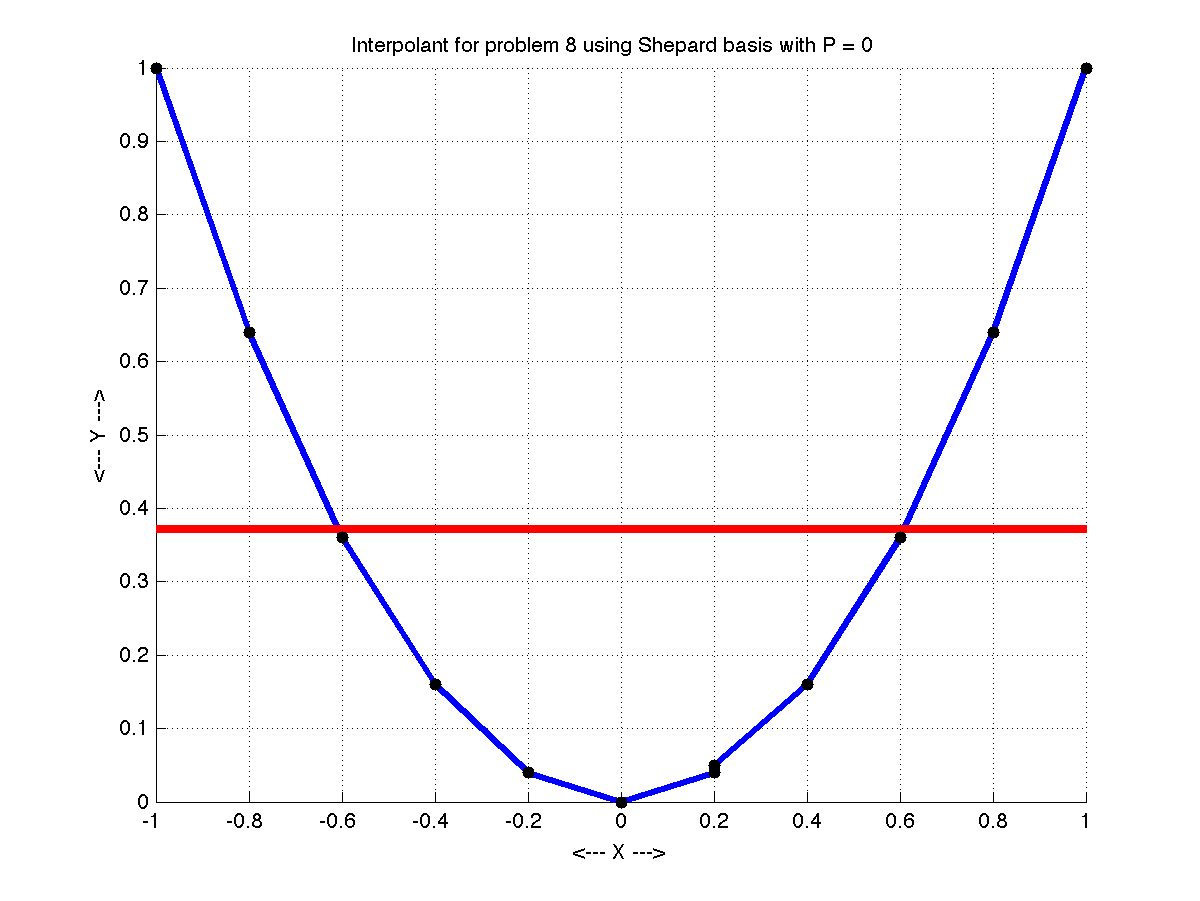 Interpolant for problem 8 using Shepard basis with P = 0
1
0.9
0.8
0.7
0.6
0.5
0.4
0.3
0.2
0.1
0
<--- Y --->
-1 -0.8 -0.6 -0.4 -0.2 0 0.2 0.4 0.6 0.8 1
<--- X --->